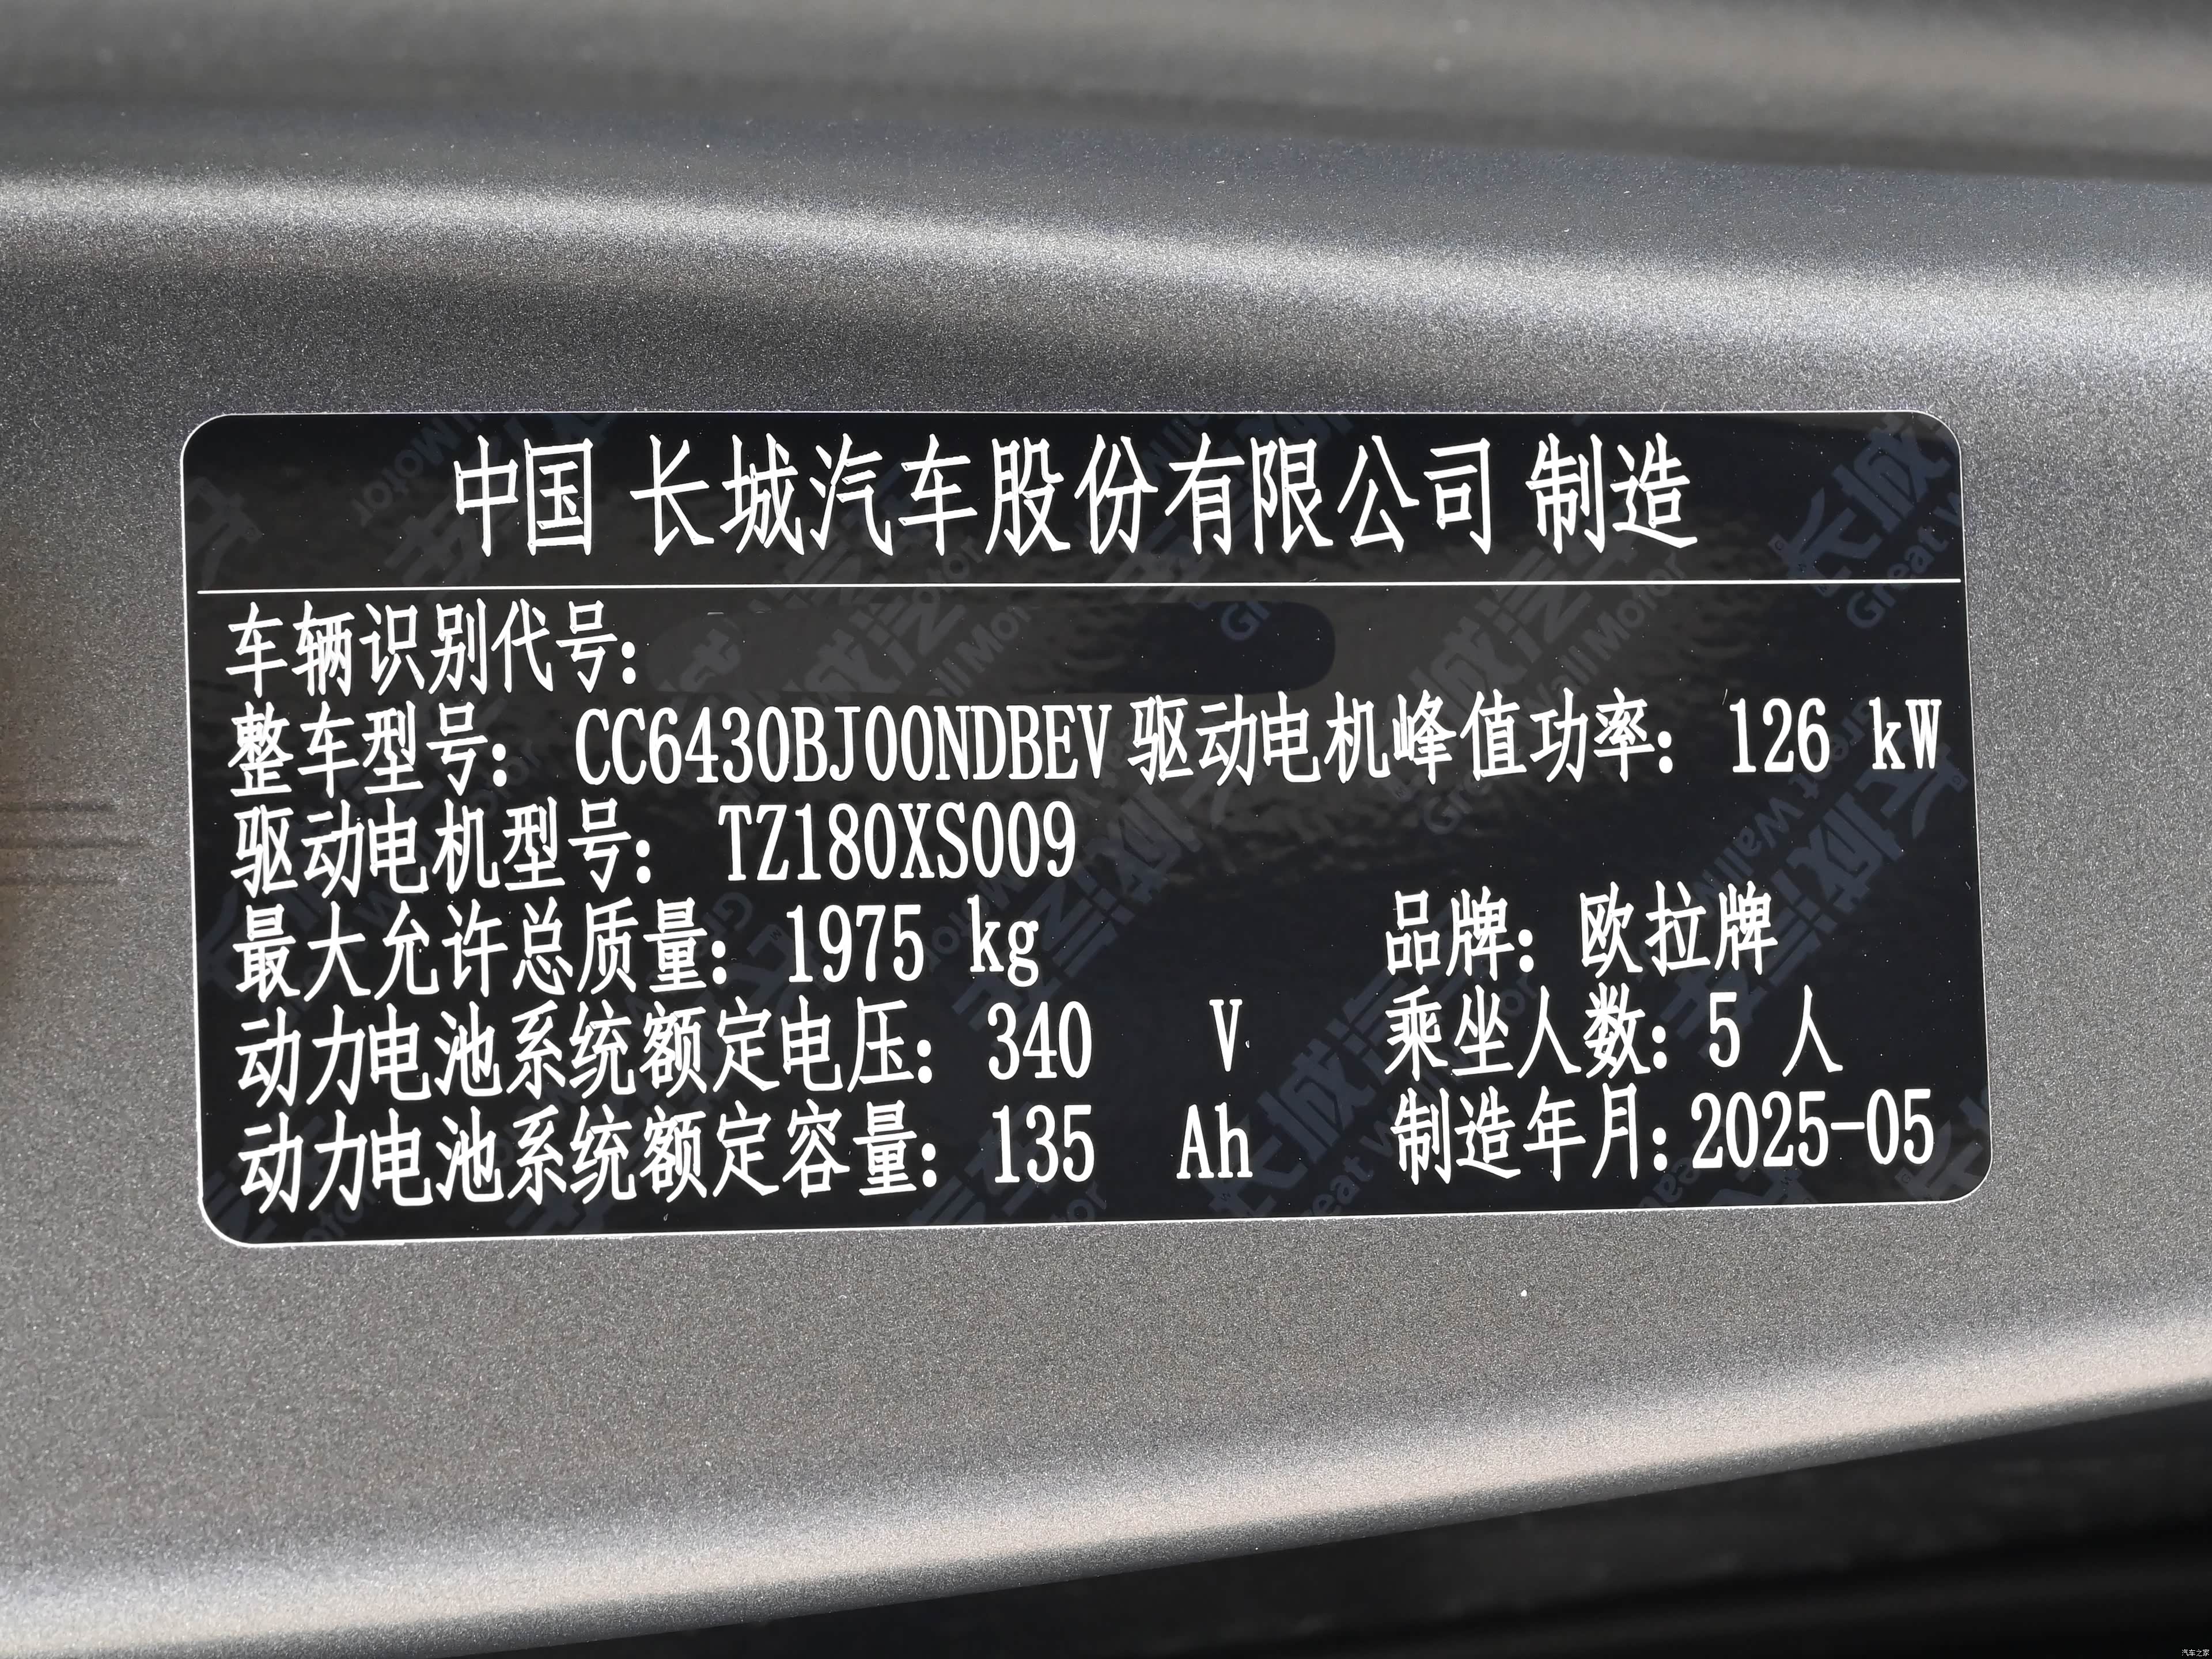 中国 长城汽车股份有限公司 制造
车辆识别代号:
整车型号: CC6430BJ00NDBEV 驱动电机峰值功率: 126 kW
驱动电机型号: TZ180XS009
最大允许总质量: 1975 kg 品牌: 欧拉牌
动力电池系统额定电压: 340 V 乘坐人数: 5 人
动力电池系统额定容量: 135 Ah 制造年月: 2025-05
汽车之家